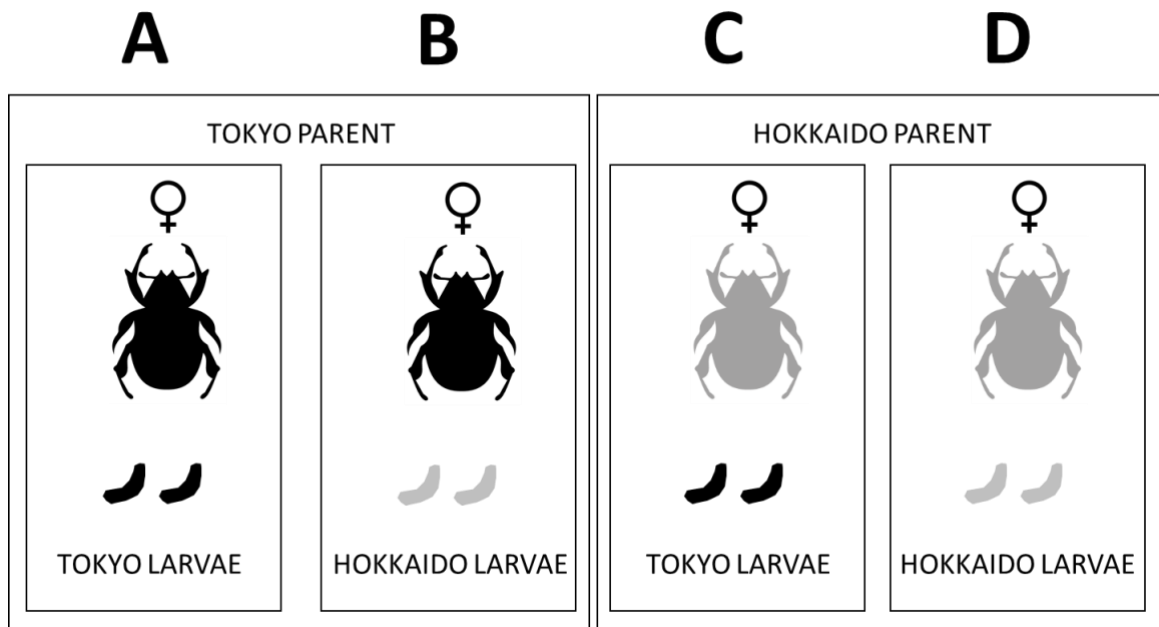 A B C D
TOKYO PARENT
HOKKAIDO PARENT
TOKYO LARVAE
HOKKAIDO LARVAE
TOKYO LARVAE
HOKKAIDO LARVAE